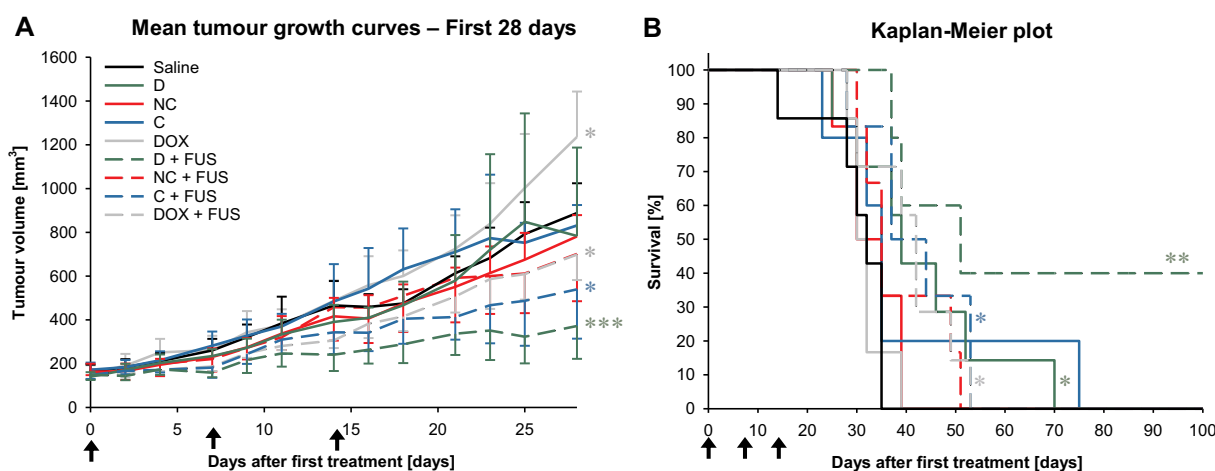 A
Mean tumour growth curves – First 28 days
1600
1400
1200
1000
800
600
400
200
0
Tumour volume [mm³]
Saline
D
NC
C
DOX
D + FUS
NC + FUS
C + FUS
DOX + FUS
*
*
*
***
0
5
10
15
20
25
Days after first treatment [days]
B
Kaplan-Meier plot
100
90
80
70
60
50
40
30
20
10
0
Survival [%]
**
*
*
*
0
10
20
30
40
50
60
70
80
90
100
Days after first treatment [days]